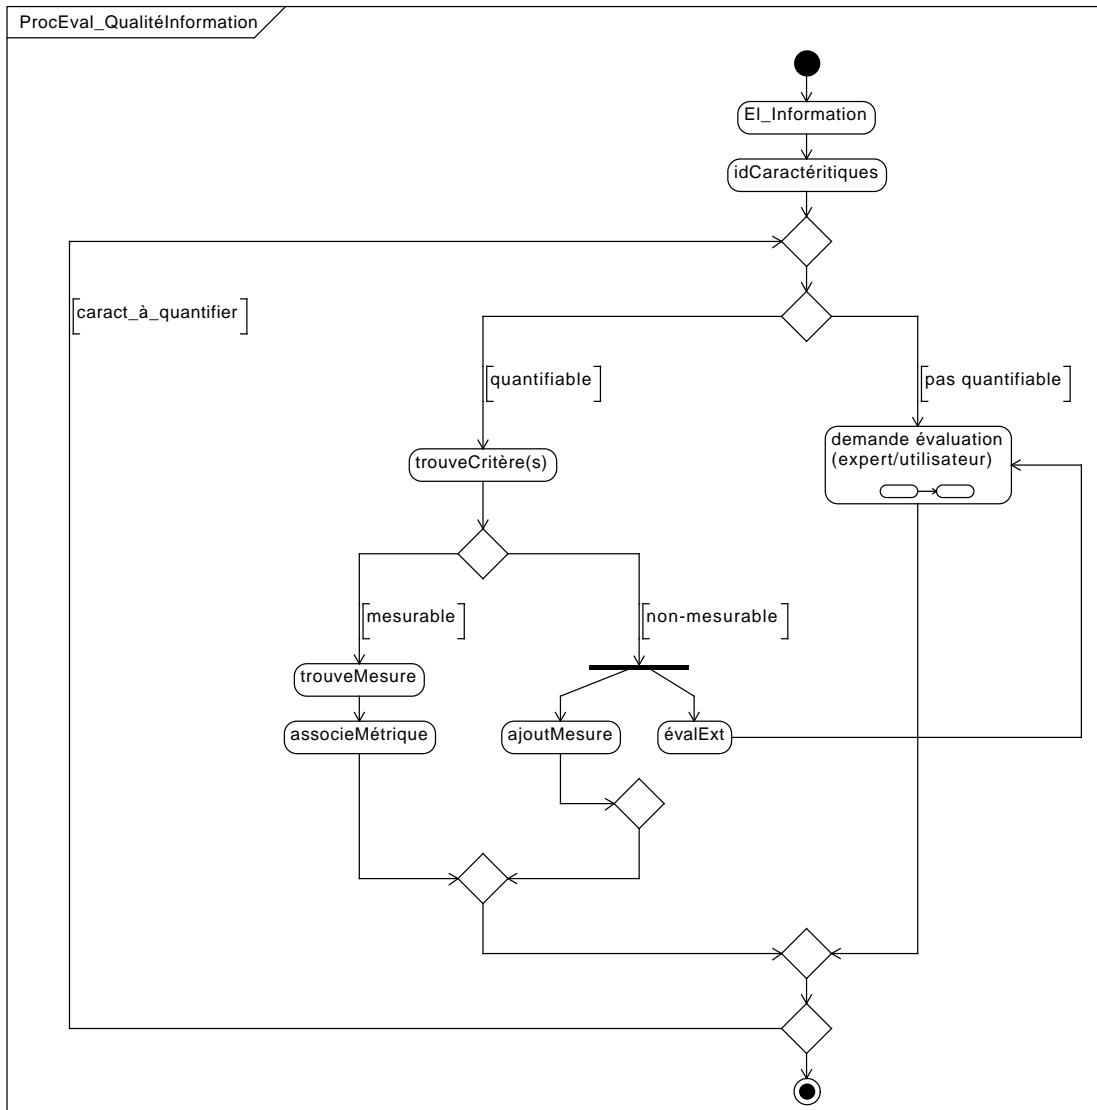 ProcEval_QualitéInformation
El_Information
idCaractéritiques
[caract_à_quantifier]
[quantifiable]
[pas quantifiable]
demande évaluation
(expert/utilisateur)
trouveCritère(s)
[mesurable]
[non-mesurable]
trouveMesure
associeMétrique
ajoutMesure
évalExt